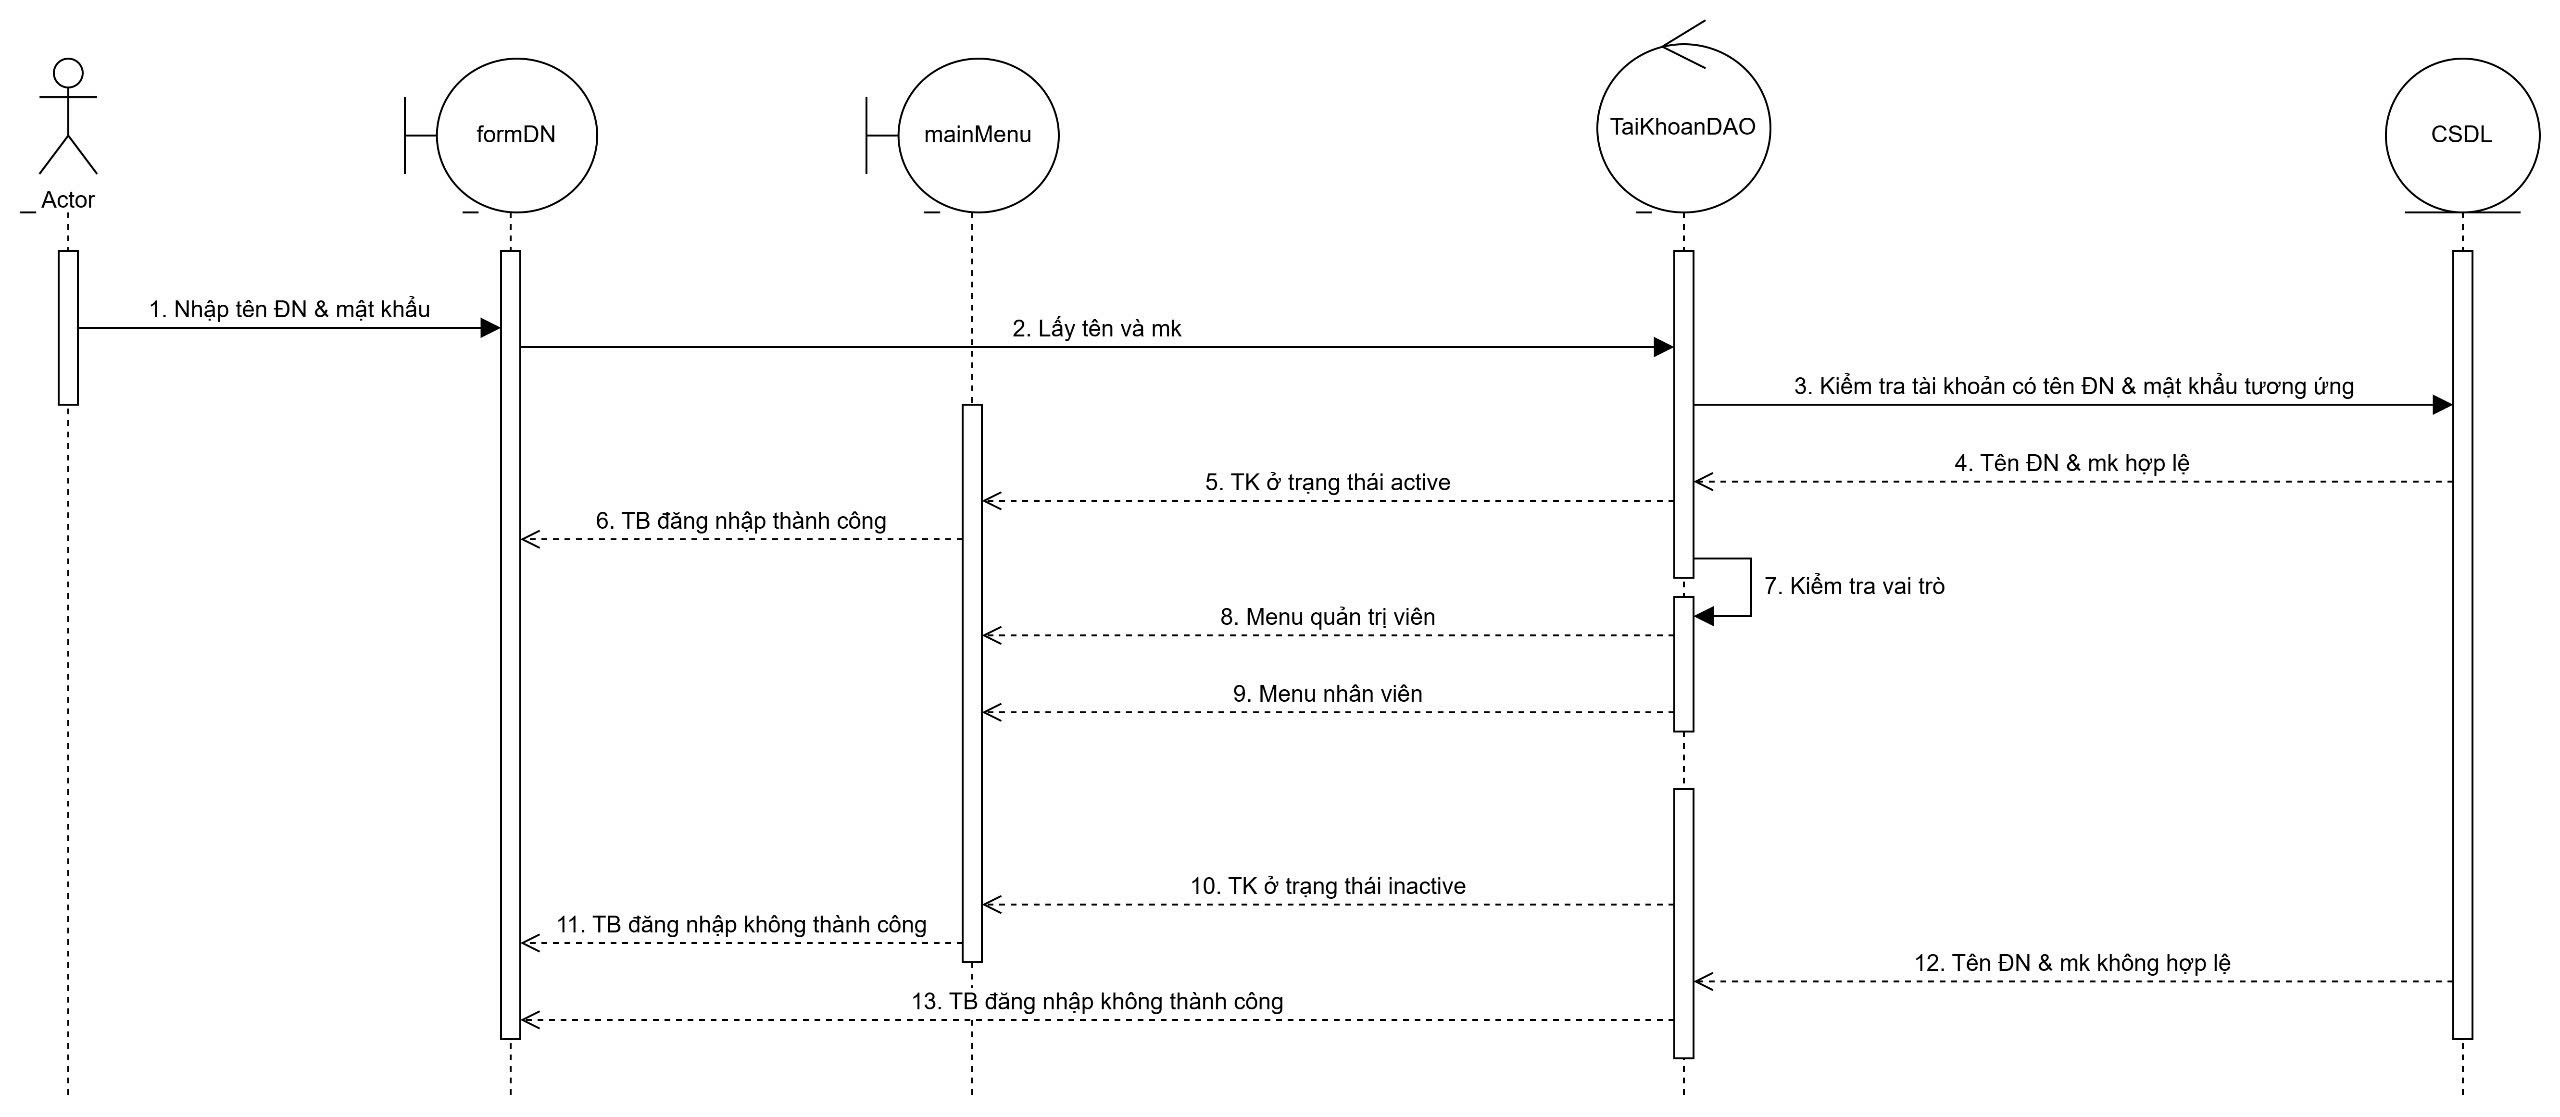 formDN
mainMenu
TaiKhoanDAO
CSDL
Actor
1. Nhập tên ĐN & mật khẩu
2. Lấy tên và mk
3. Kiểm tra tài khoản có tên ĐN & mật khẩu tương ứng
4. Tên ĐN & mk hợp lệ
5. TK ở trạng thái active
6. TB đăng nhập thành công
7. Kiểm tra vai trò
8. Menu quản trị viên
9. Menu nhân viên
10. TK ở trạng thái inactive
11. TB đăng nhập không thành công
12. Tên ĐN & mk không hợp lệ
13. TB đăng nhập không thành công